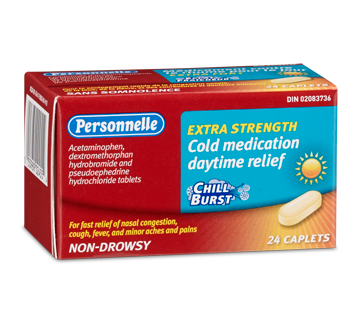 SANS SOMNOLENCE
DIN 02083736
Personnelle
Acetaminophen,
dextromethorphan
hydrobromide and
pseudoephedrine
hydrochloride tablets
EXTRA STRENGTH
Cold medication
daytime relief
CHILL
BURST
For fast relief of nasal congestion,
cough, fever, and minor aches and pains
NON-DROWSY
24 CAPLETS